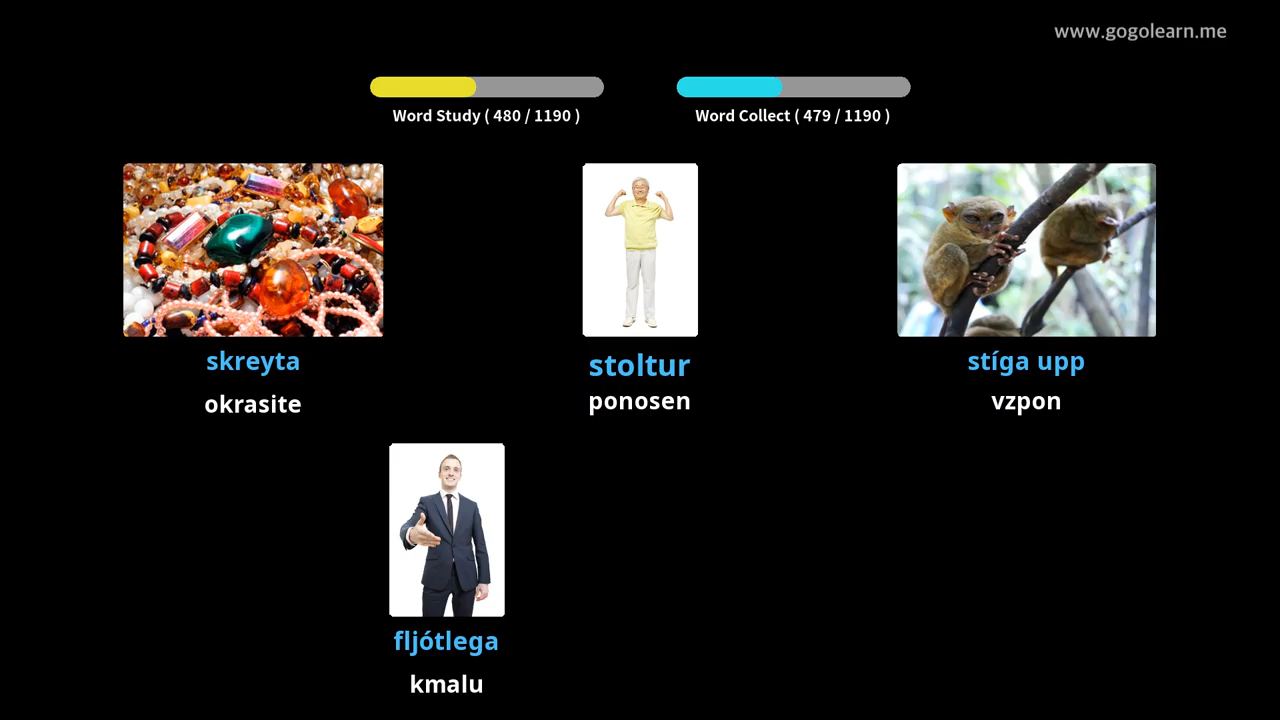 www.gogolearn.me
Word Study ( 480 / 1190 )
Word Collect ( 479 / 1190 )
skreyta
okrasite
stoltur
ponosen
stíga upp
vzpon
fljótlega
kmalu